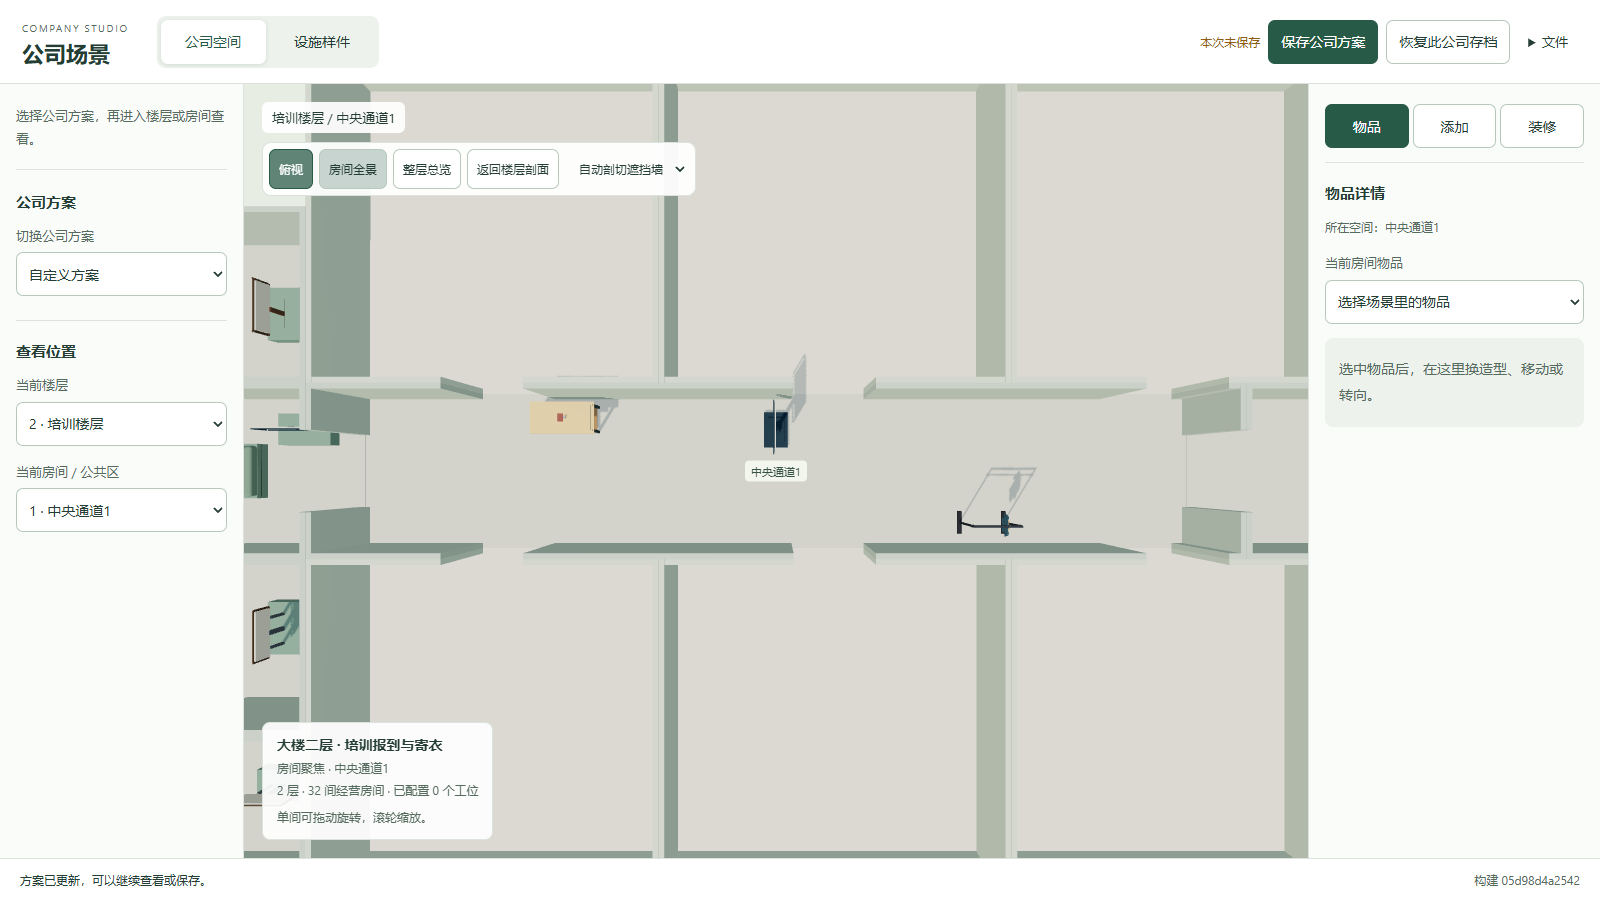 COMPANY STUDIO
公司场景
公司空间
设施样件
本次未保存
保存公司方案
恢复此公司存档
▶ 文件
选择公司方案，再进入楼层或房间查看。
公司方案
切换公司方案
自定义方案
查看位置
当前楼层
2 · 培训楼层
当前房间 / 公共区
1 · 中央通道1
培训楼层 / 中央通道1
俯视
房间全景
整层总览
返回楼层剖面
自动剖切遮挡墙
中央通道1
大楼二层 · 培训报到与寄衣
房间聚焦 · 中央通道1
2 层 · 32 间经营房间 · 已配置 0 个工位
单间可拖动旋转，滚轮缩放。
物品
添加
装修
物品详情
所在空间：中央通道1
当前房间物品
选择场景里的物品
选中物品后，在这里换造型、移动或转向。
方案已更新，可以继续查看或保存。
构建 05d98d4a2542